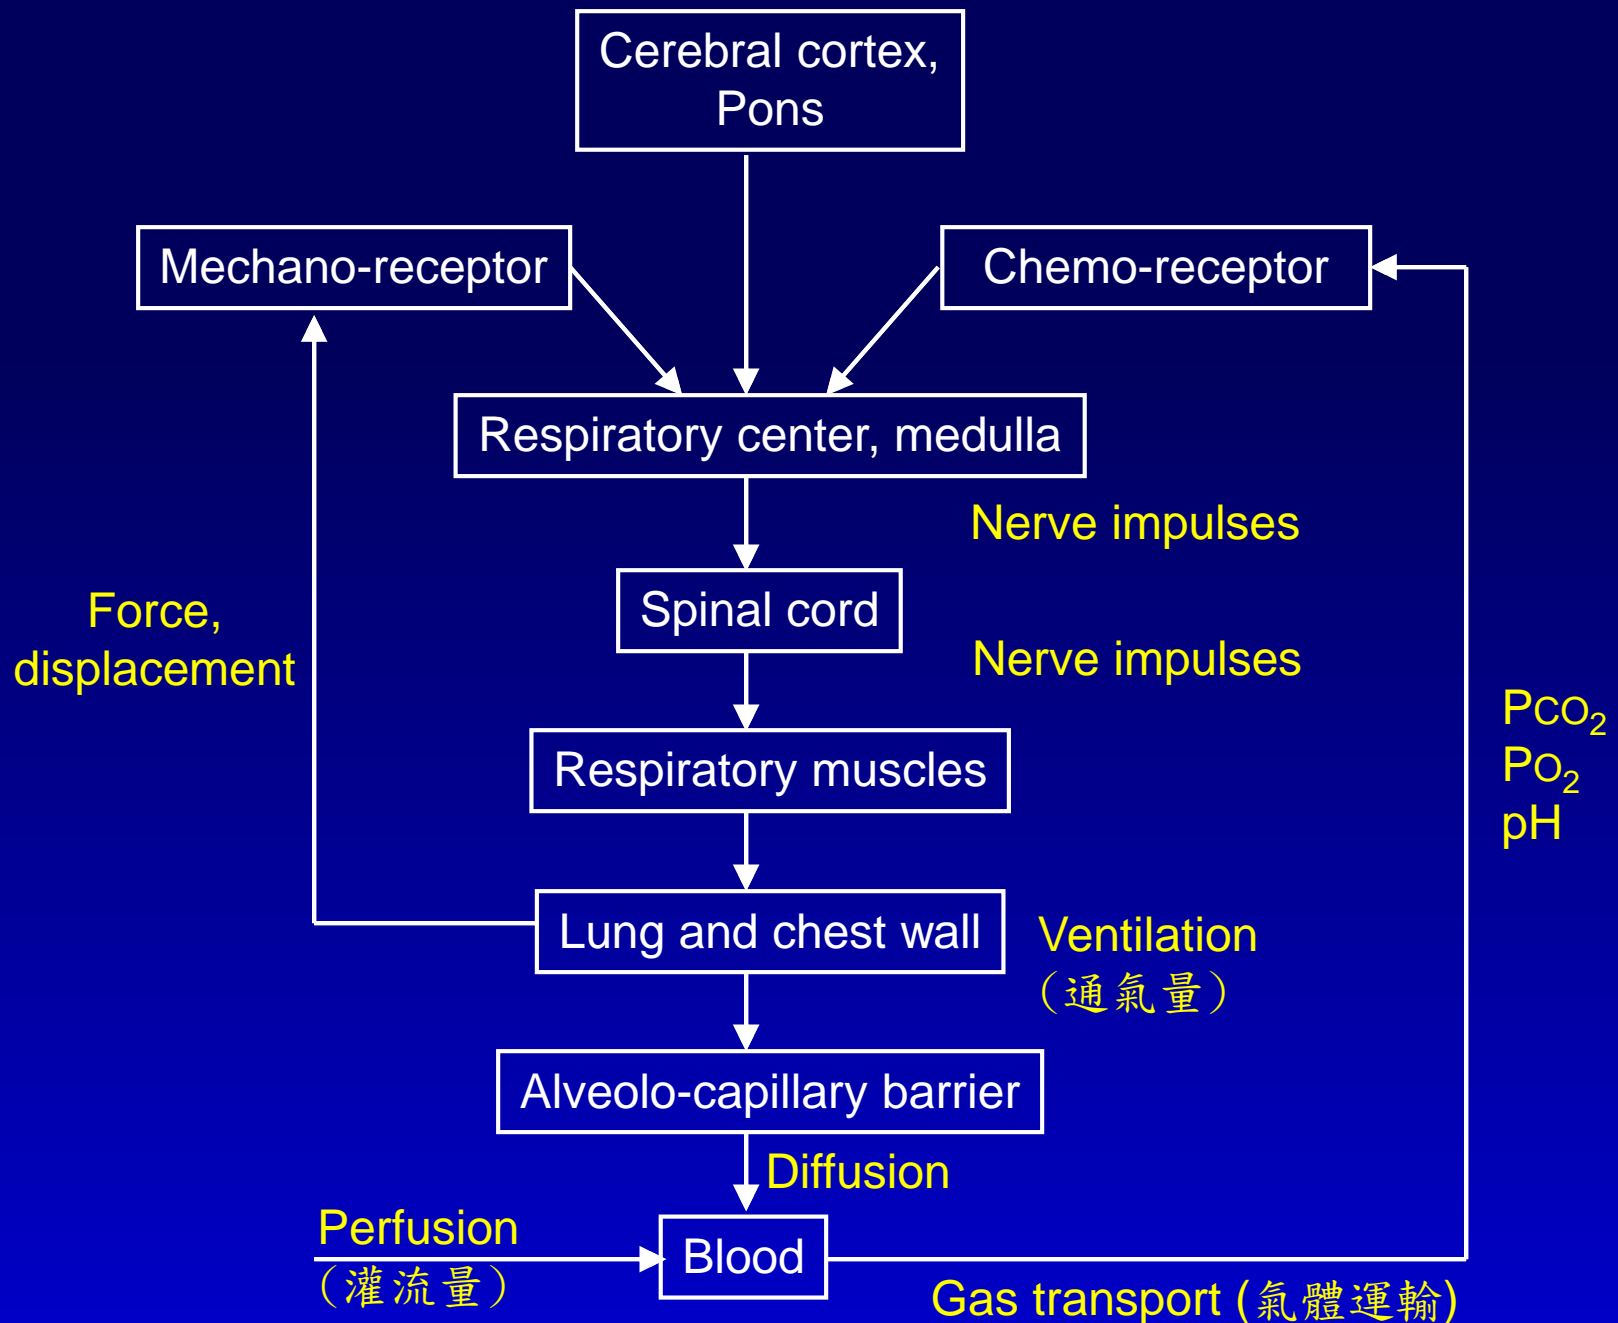 Cerebral cortex,
Pons
Mechano-receptor
Chemo-receptor
Respiratory center, medulla
Nerve impulses
Spinal cord
Force,
displacement
Nerve impulses
PCO₂
PO₂
pH
Respiratory muscles
Lung and chest wall
Ventilation
(通氣量)
Alveolo-capillary barrier
Diffusion
Perfusion
(灌流量)
Blood
Gas transport (氣體運輸)